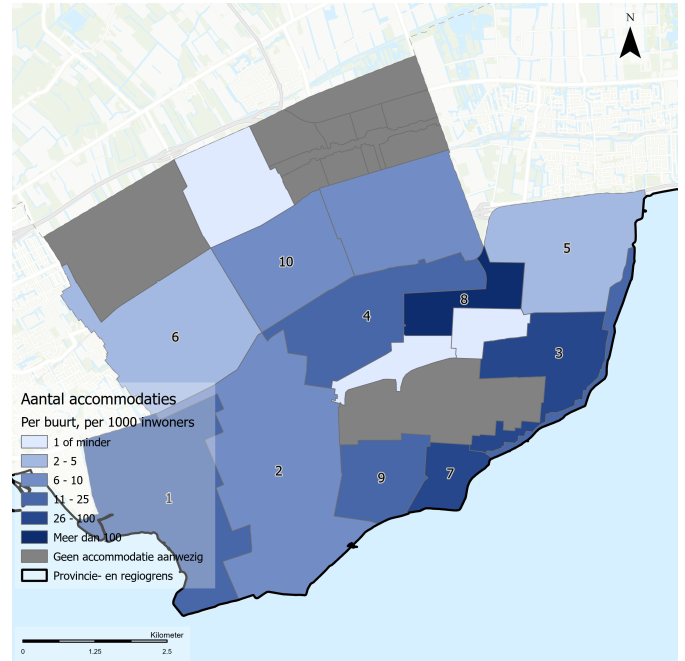 N
5
10
8
4
6
3
Aantal accommodaties
Per buurt, per 1000 inwoners
1 of minder
2 - 5
6 - 10
11 - 25
26 - 100
Meer dan 100
Geen accommodatie aanwezig
Provincie- en regiogrens
2
9
7
1
Kilometer
0 1.25 2.5